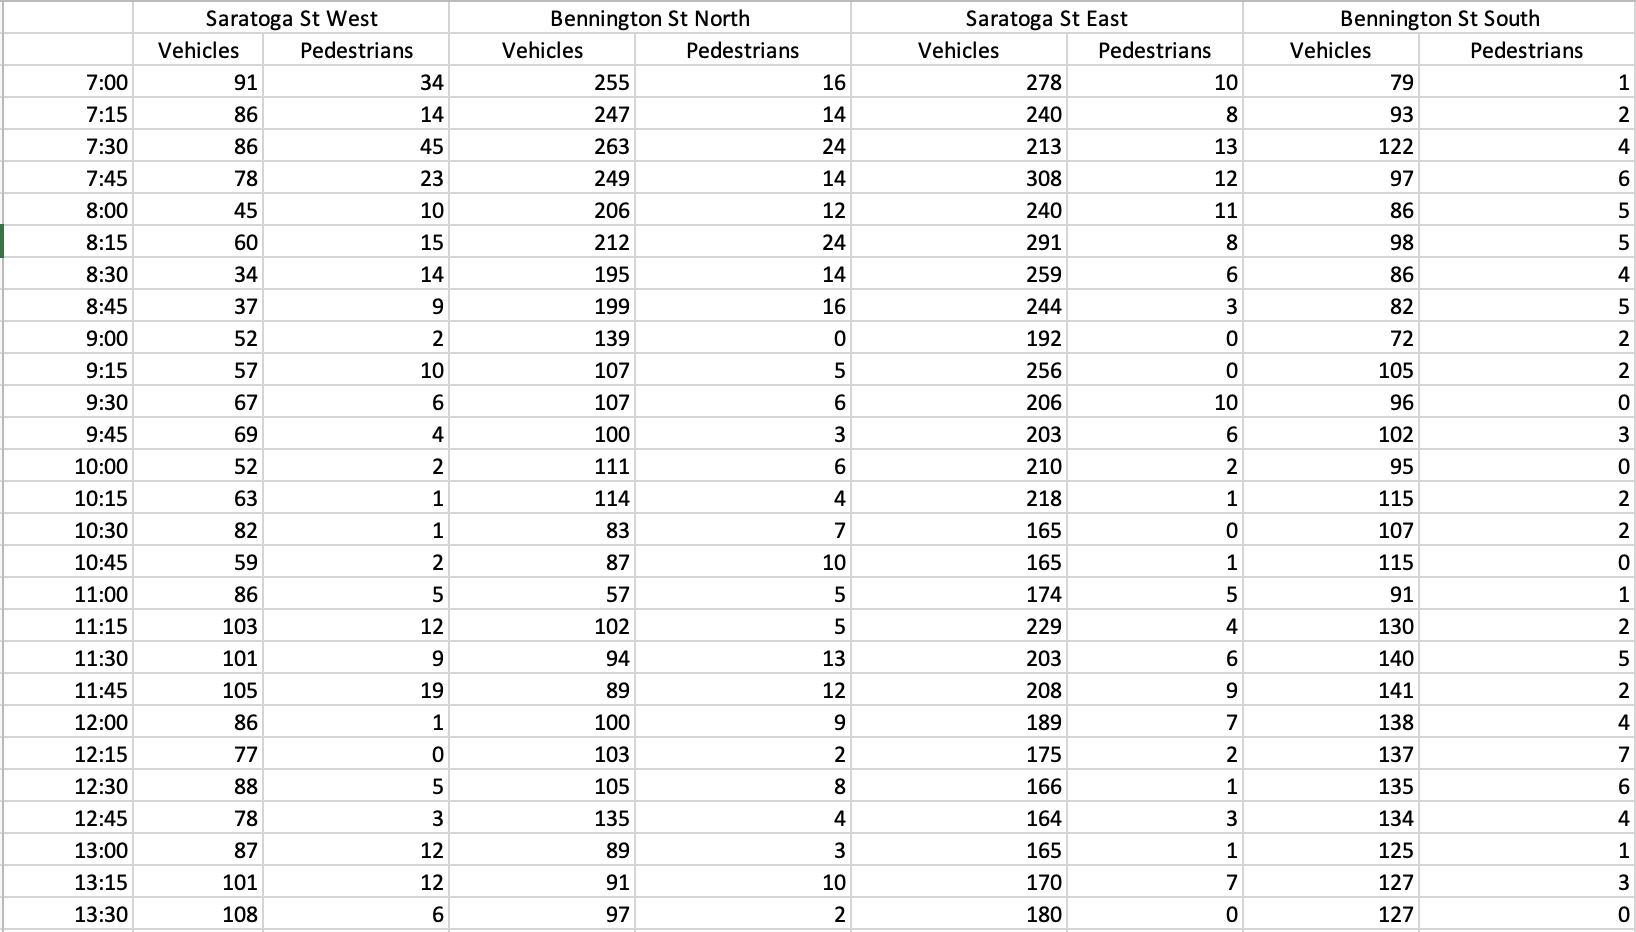 Saratoga St West Bennington St North Saratoga St East Bennington St South
Vehicles Pedestrians Vehicles Pedestrians Vehicles Pedestrians Vehicles Pedestrians
7:00 91 34 255 16 278 10 79 1
7:15 86 14 247 14 240 8 93 2
7:30 86 45 263 24 213 13 122 4
7:45 78 23 249 14 308 12 97 6
8:00 45 10 206 12 240 11 86 5
8:15 60 15 212 24 291 8 98 5
8:30 34 14 195 14 259 6 86 4
8:45 37 9 199 16 244 3 82 5
9:00 52 2 139 0 192 0 72 2
9:15 57 10 107 5 256 0 105 2
9:30 67 6 107 6 206 10 96 0
9:45 69 4 100 3 203 6 102 3
10:00 52 2 111 6 210 2 95 0
10:15 63 1 114 4 218 1 115 2
10:30 82 1 83 7 165 0 107 2
10:45 59 2 87 10 165 1 115 0
11:00 86 5 57 5 174 5 91 1
11:15 103 12 102 5 229 4 130 2
11:30 101 9 94 13 203 6 140 5
11:45 105 19 89 12 208 9 141 2
12:00 86 1 100 9 189 7 138 4
12:15 77 0 103 2 175 2 137 7
12:30 88 5 105 8 166 1 135 6
12:45 78 3 135 4 164 3 134 4
13:00 87 12 89 3 165 1 125 1
13:15 101 12 91 10 170 7 127 3
13:30 108 6 97 2 180 0 127 0